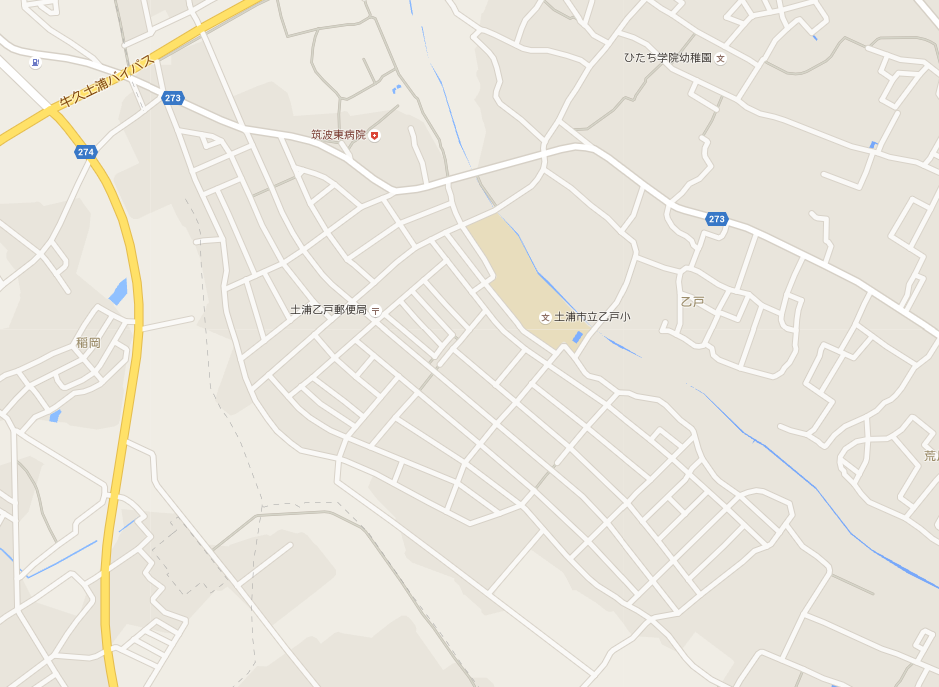 ひたち学院幼稚園
牛久土浦バイパス
273
筑波東病院
274
273
乙戸
土浦乙戸郵便局
土浦市立乙戸小
稲岡
荒